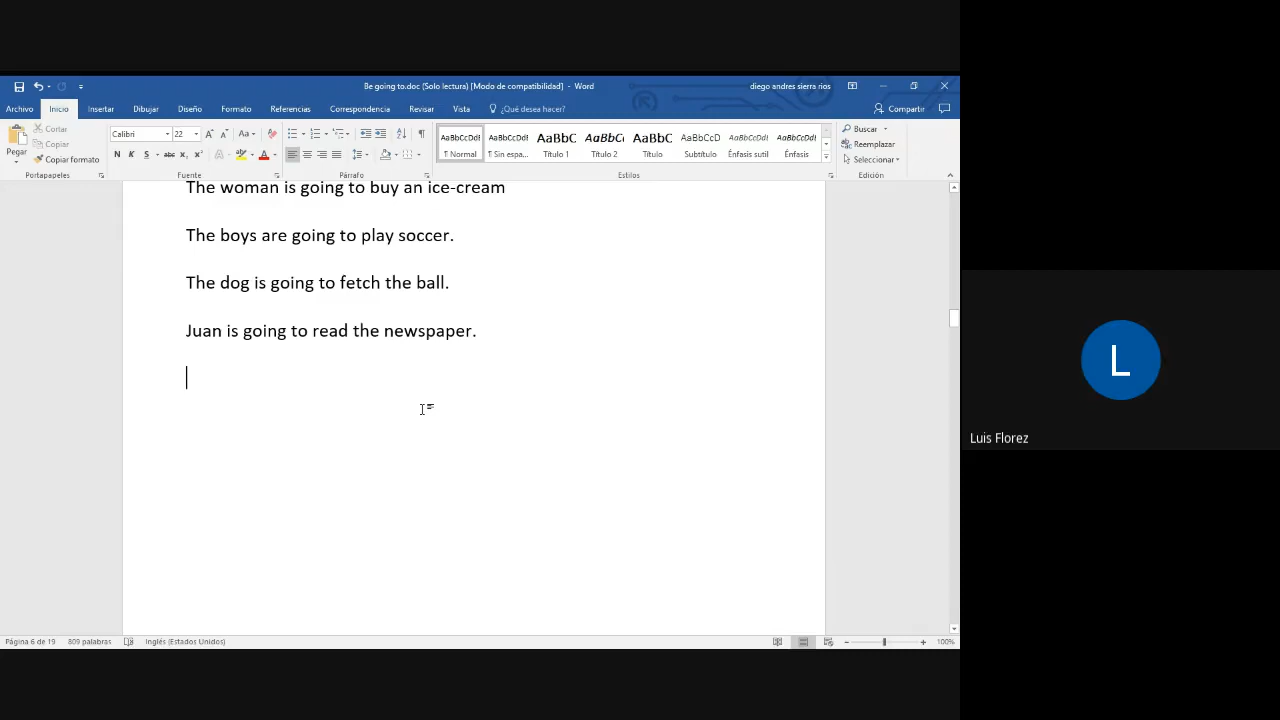 Be going to.doc (Solo lectura) [Modo de compatibilidad] - Word
diego andres sierra rios
Archivo Inicio Insertar Dibujar Diseño Formato Referencias Correspondencia Revisar Vista ¿Qué desea hacer? Compartir
Pegar
Cortar
Copiar
Copiar formato
Portapapeles
Calibri 22
Aa
N K S abc x₂ x²
A A
Fuente
Párrafo
AaBbCcDdI AaBbCcDdI AaBbC AaBbCc AaBbC AaBbCcD AaBbCcDdI AaBbCcDdI
¶ Normal ¶ Sin espa... Título 1 Título 2 Título Subtítulo Énfasis sutil Énfasis
Estilos
Buscar
Reemplazar
Seleccionar
Edición
The woman is going to buy an ice-cream
The boys are going to play soccer.
The dog is going to fetch the ball.
Juan is going to read the newspaper.
L
Luis Florez
Página 6 de 19 809 palabras Inglés (Estados Unidos) 100%